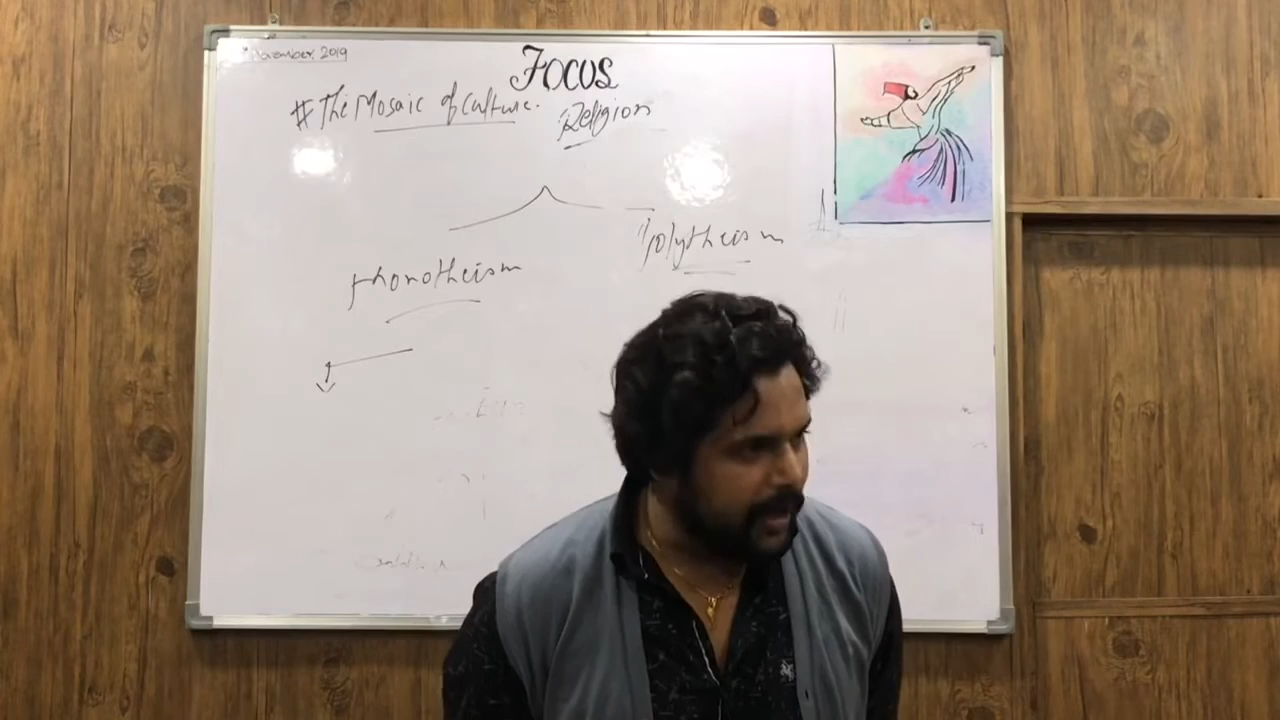 November, 2019
FOCUS
# The Mosaic of Culture.
Religion
Monotheism
Polytheism